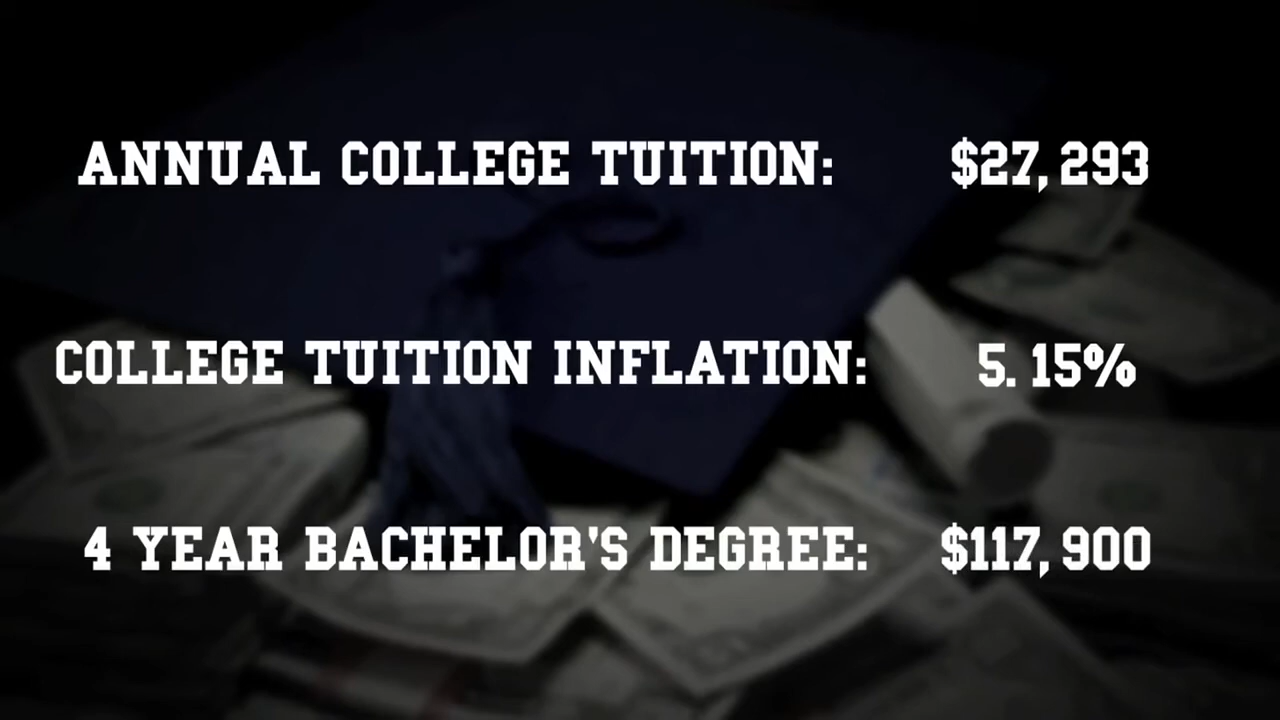 ANNUAL COLLEGE TUITION: $27,293
COLLEGE TUITION INFLATION: 5.15%
4 YEAR BACHELOR'S DEGREE: $117,900